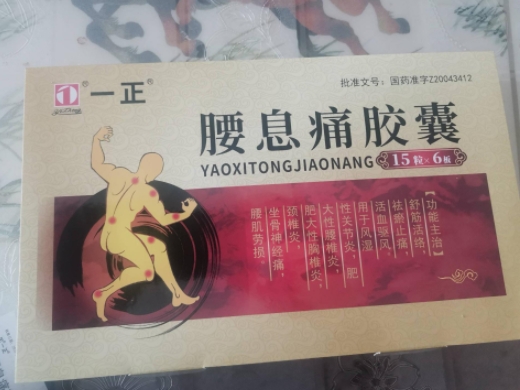 批准文号：国药准字Z20043412
一正
腰息痛胶囊
YAOXITONGJIAONANG
15粒×6板
【功能主治】
舒筋活络，
祛瘀止痛，
活血驱风。
用于风湿
性关节炎，肥
大性腰椎炎，
肥大性胸椎炎，
颈椎炎，
坐骨神经痛，
腰肌劳损。